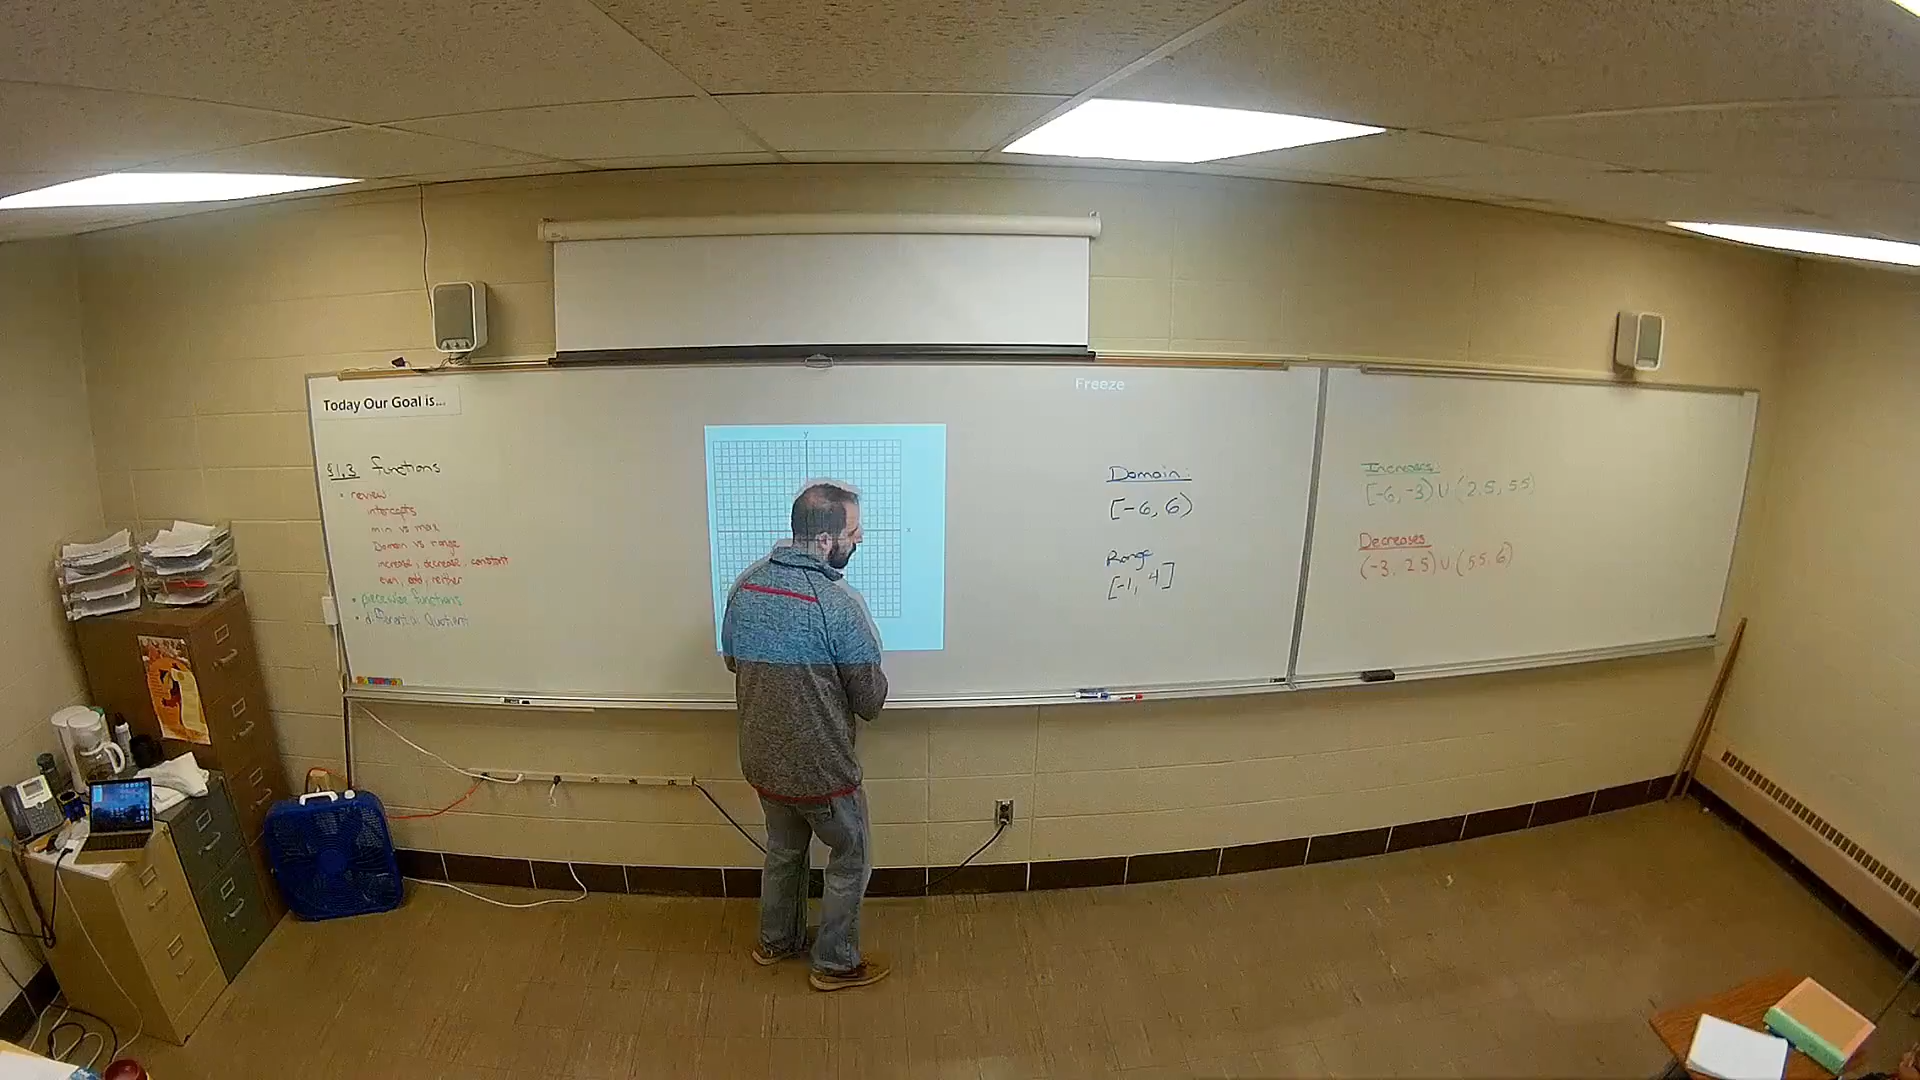 Today Our Goal is...
§1.3 functions
• review
intercepts
min vs max
Domain vs range
increase, decrease, constant
even, odd, neither
• piecewise functions
• differential Quotient
y
x
Freeze
Domain:
[-6, 6)
Range
[-1, 4]
Increases:
[-6, -3) U (2.5, 5.5)
Decreases
(-3, 2.5) U (5.5, 6)